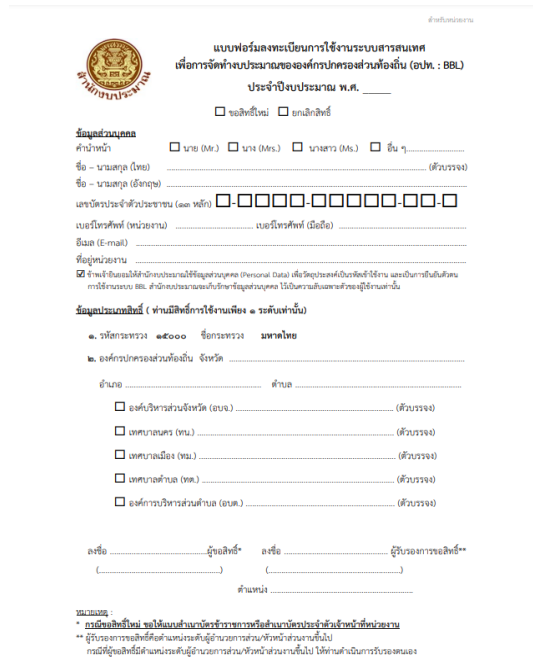 สำหรับหน่วยงาน
สำนักงบประมาณ
แบบฟอร์มลงทะเบียนการใช้งานระบบสารสนเทศ
เพื่อการจัดทำงบประมาณขององค์กรปกครองส่วนท้องถิ่น (อปท. : BBL)
ประจำปีงบประมาณ พ.ศ. _____
☐ ขอสิทธิ์ใหม่ ☐ ยกเลิกสิทธิ์
ข้อมูลส่วนบุคคล
คำนำหน้า ☐ นาย (Mr.) ☐ นาง (Mrs.) ☐ นางสาว (Ms.) ☐ อื่น ๆ....................
ชื่อ – นามสกุล (ไทย) .................... (ตัวบรรจง)
ชื่อ – นามสกุล (อังกฤษ) ....................
เลขบัตรประจำตัวประชาชน (๑๓ หลัก) ☐-☐☐☐☐-☐☐☐☐☐-☐☐-☐
เบอร์โทรศัพท์ (หน่วยงาน) .................... เบอร์โทรศัพท์ (มือถือ) ....................
อีเมล (E-mail) ....................
ที่อยู่หน่วยงาน ....................
☑ ข้าพเจ้ายินยอมให้สำนักงบประมาณใช้ข้อมูลส่วนบุคคล (Personal Data) เพื่อวัตถุประสงค์เป็นรหัสเข้าใช้งาน และเป็นการยืนยันตัวตน
การใช้งานระบบ BBL สำนักงบประมาณจะเก็บรักษาข้อมูลส่วนบุคคล ไว้เป็นความลับเฉพาะตัวของผู้ใช้งานเท่านั้น
ข้อมูลประเภทสิทธิ์ ( ท่านมีสิทธิ์การใช้งานเพียง ๑ ระดับเท่านั้น)
๑. รหัสกระทรวง ๑๕๐๐๐ ชื่อกระทรวง มหาดไทย
๒. องค์กรปกครองส่วนท้องถิ่น จังหวัด ....................
อำเภอ .................... ตำบล ....................
☐ องค์บริหารส่วนจังหวัด (อบจ.) .................... (ตัวบรรจง)
☐ เทศบาลนคร (ทน.) .................... (ตัวบรรจง)
☐ เทศบาลเมือง (ทม.) .................... (ตัวบรรจง)
☐ เทศบาลตำบล (ทต.) .................... (ตัวบรรจง)
☐ องค์การบริหารส่วนตำบล (อบต.) .................... (ตัวบรรจง)
ลงชื่อ ....................ผู้ขอสิทธิ์* ลงชื่อ .................... ผู้รับรองการขอสิทธิ์**
(....................) (....................)
ตำแหน่ง ....................
หมายเหตุ :
* กรณีขอสิทธิ์ใหม่ ขอให้แนบสำเนาบัตรข้าราชการหรือสำเนาบัตรประจำตัวเจ้าหน้าที่หน่วยงาน
** ผู้รับรองการขอสิทธิ์คือตำแหน่งระดับผู้อำนวยการส่วน/หัวหน้าส่วนงานขึ้นไป
กรณีที่ผู้ขอสิทธิ์มีตำแหน่งระดับผู้อำนวยการส่วน/หัวหน้าส่วนงานขึ้นไป ให้ท่านดำเนินการรับรองตนเอง